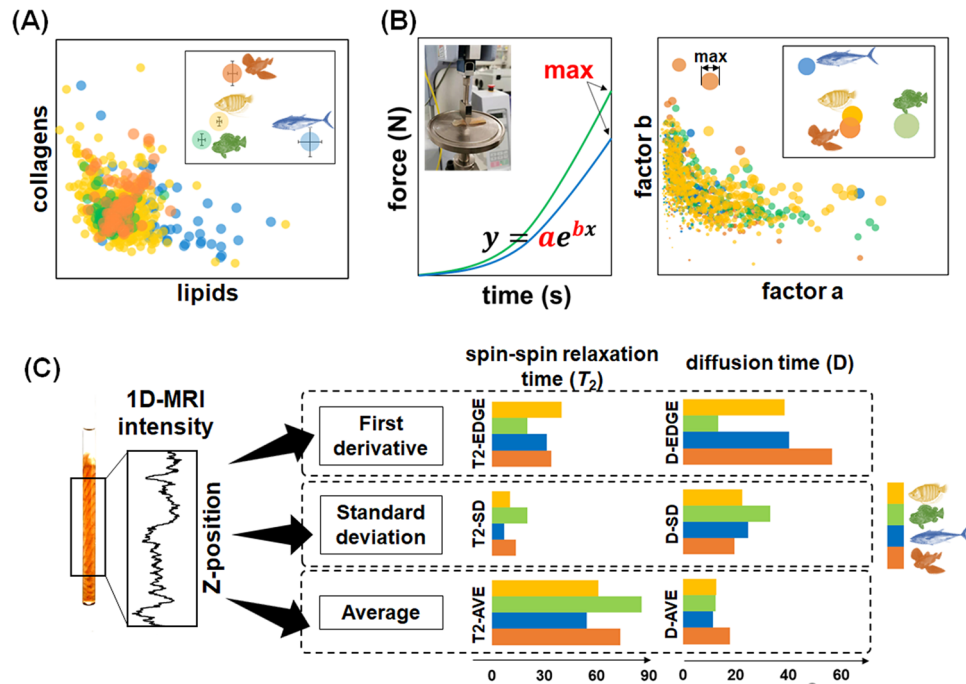 (A)
collagens
lipids
(B)
force (N)
max
y = ae^{bx}
time (s)
max
factor b
factor a
(C)
1D-MRI
intensity
Z-position
spin-spin relaxation
time (T₂)
diffusion time (D)
First
derivative
T2-EDGE
D-EDGE
Standard
deviation
T2-SD
D-SD
Average
T2-AVE
D-AVE
0 30 60 90
0 20 40 60